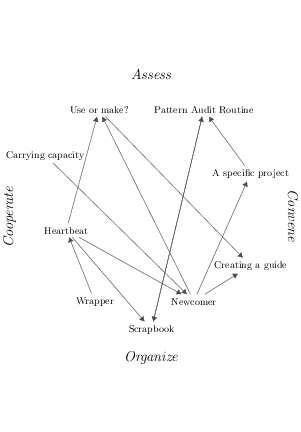 Assess
Use or make?
Pattern Audit Routine
Carrying capacity
A specific project
Cooperate
Convene
Heartbeat
Creating a guide
Wrapper
Newcomer
Scrapbook
Organize